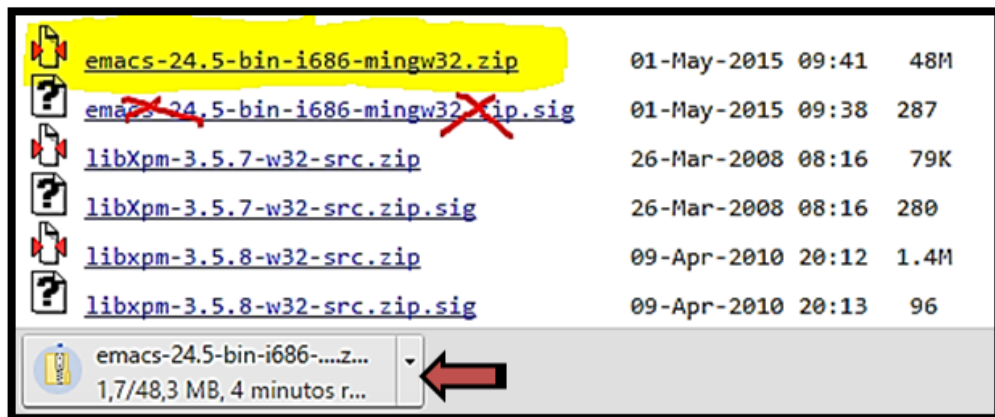 emacs-24.5-bin-i686-mingw32.zip 01-May-2015 09:41 48M
emacs-24.5-bin-i686-mingw32.zip.sig 01-May-2015 09:38 287
libXpm-3.5.7-w32-src.zip 26-Mar-2008 08:16 79K
libXpm-3.5.7-w32-src.zip.sig 26-Mar-2008 08:16 280
libxpm-3.5.8-w32-src.zip 09-Apr-2010 20:12 1.4M
libxpm-3.5.8-w32-src.zip.sig 09-Apr-2010 20:13 96
emacs-24.5-bin-i686-....z...
1,7/48,3 MB, 4 minutos r...